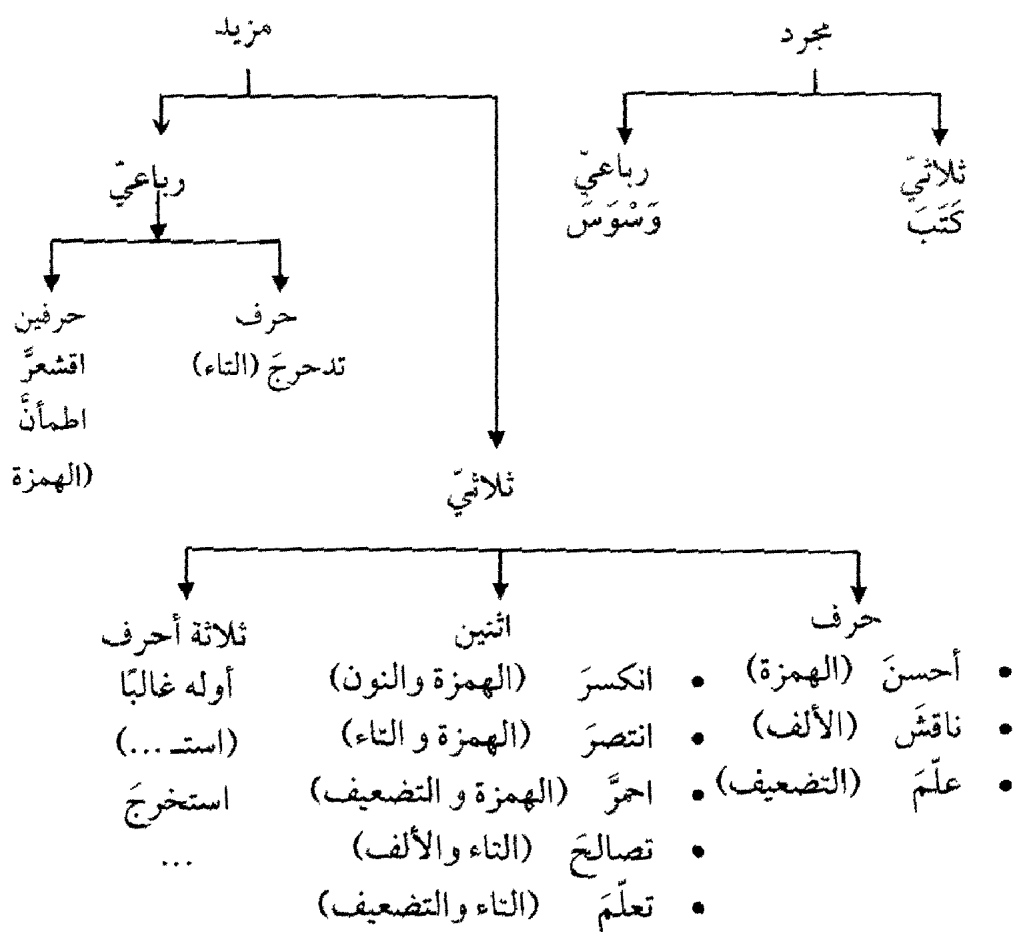 مجرد
ثلاثيّ
كَتَبَ
رباعيّ
وَسْوَسَ
مزيد
رباعيّ
حرف
تدحرجَ (التاء)
حرفين
اقشعرَّ
اطمأنَّ
(الهمزة
ثلاثيّ
حرف
• أحسنَ (الهمزة)
• ناقشَ (الألف)
• علّمَ (التضعيف)
اثنين
• انكسرَ (الهمزة والنون)
• انتصرَ (الهمزة و التاء)
• احمرَّ (الهمزة و التضعيف)
• تصالحَ (التاء والألف)
• تعلّمَ (التاء والتضعيف)
ثلاثة أحرف
أوله غالبًا
(استـ ...)
استخرجَ
...